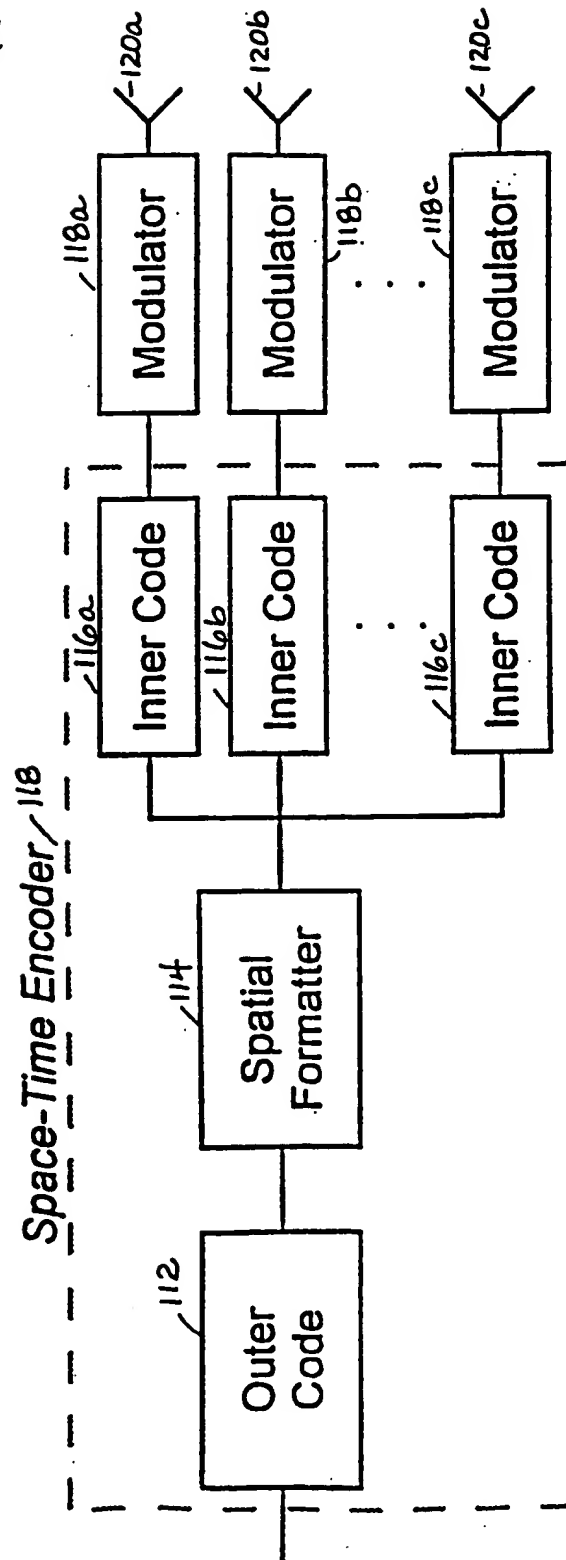 Space-Time Encoder 118
112
Outer
Code
114
Spatial
Formatter
116a
Inner Code
116b
Inner Code
. . .
116c
Inner Code
118a
Modulator
118b
Modulator
. . .
118c
Modulator
120a
120b
120c